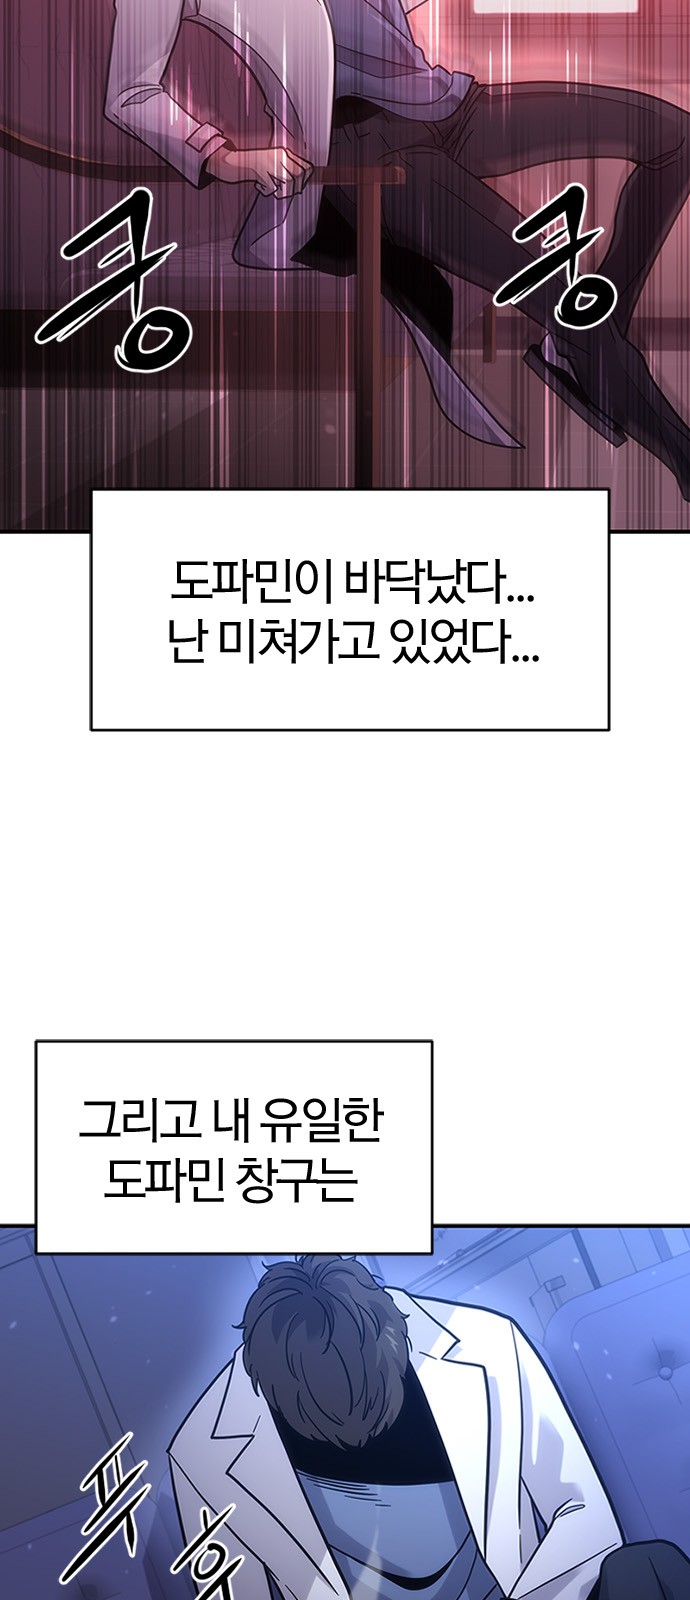 쿵
쿵
도파민이 바닥났다...
난 미쳐가고 있었다...
그리고 내 유일한
도파민 창구는
푸
훅